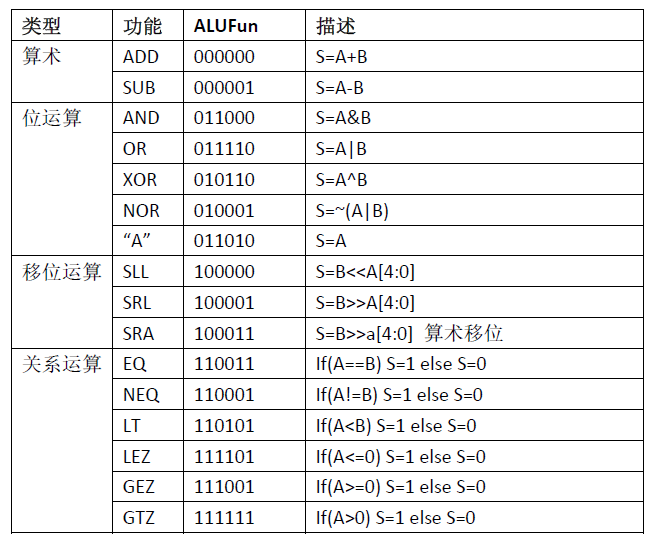 类型 功能 ALUFun 描述
算术 ADD 000000 S=A+B
SUB 000001 S=A-B
位运算 AND 011000 S=A&B
OR 011110 S=A|B
XOR 010110 S=A^B
NOR 010001 S=~(A|B)
“A” 011010 S=A
移位运算 SLL 100000 S=B<<A[4:0]
SRL 100001 S=B>>A[4:0]
SRA 100011 S=B>>a[4:0] 算术移位
关系运算 EQ 110011 If(A==B) S=1 else S=0
NEQ 110001 If(A!=B) S=1 else S=0
LT 110101 If(A<B) S=1 else S=0
LEZ 111101 If(A<=0) S=1 else S=0
GEZ 111001 If(A>=0) S=1 else S=0
GTZ 111111 If(A>0) S=1 else S=0